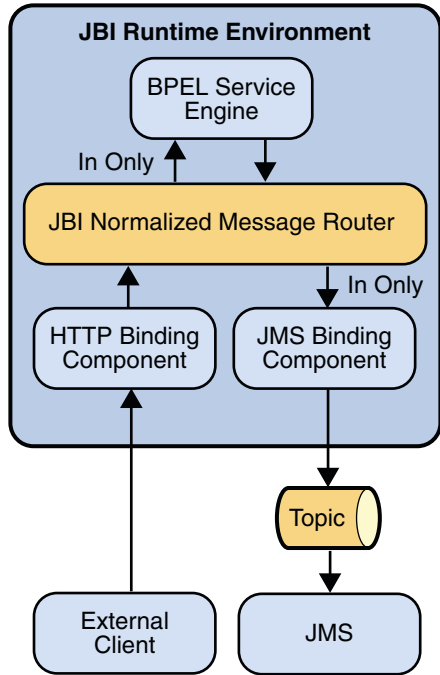 JBI Runtime Environment
BPEL Service
Engine
In Only
JBI Normalized Message Router
In Only
HTTP Binding
Component
JMS Binding
Component
Topic
External
Client
JMS